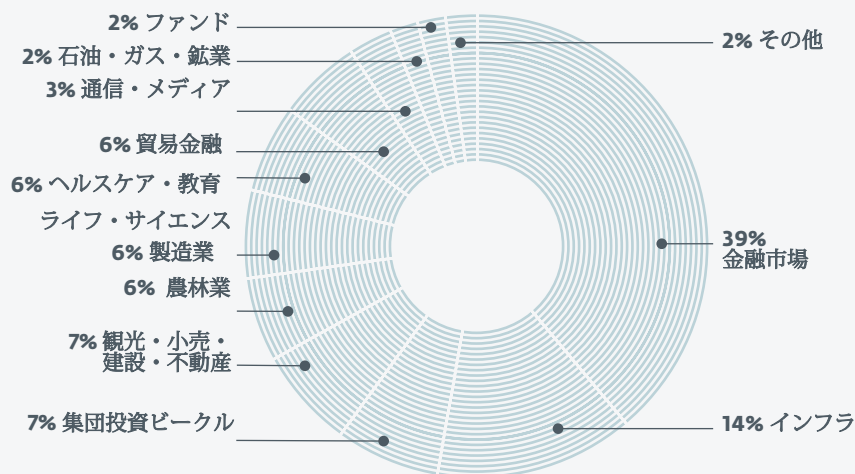 2% ファンド
2% 石油・ガス・鉱業
3% 通信・メディア
6% 貿易金融
6% ヘルスケア・教育
ライフ・サイエンス
6% 製造業
6% 農林業
7% 観光・小売・
建設・不動産
7% 集団投資ビークル
2% その他
39%
金融市場
14% インフラ